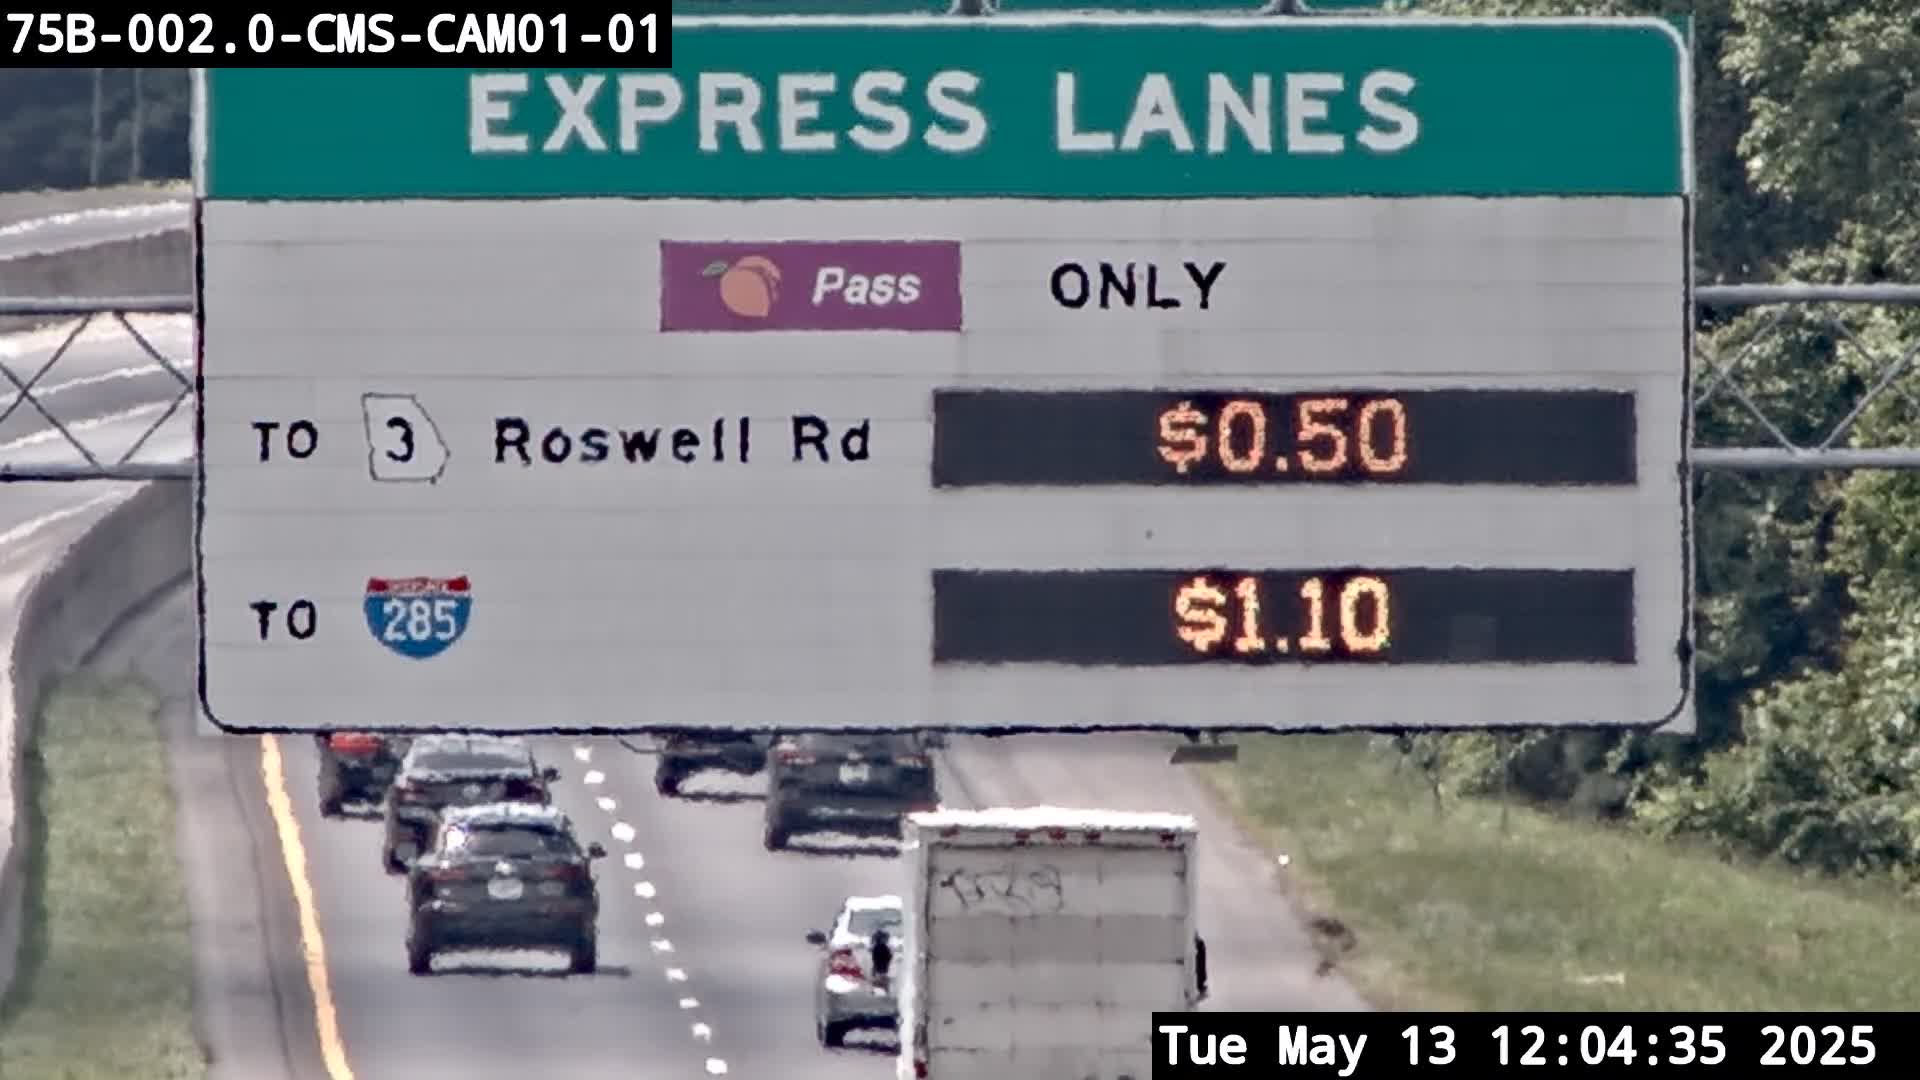 75B-002.0-CMS-CAM01-01
EXPRESS LANES
Pass ONLY
TO 3 Roswell Rd $0.50
TO INTERSTATE 285 $1.10
Tue May 13 12:04:35 2025